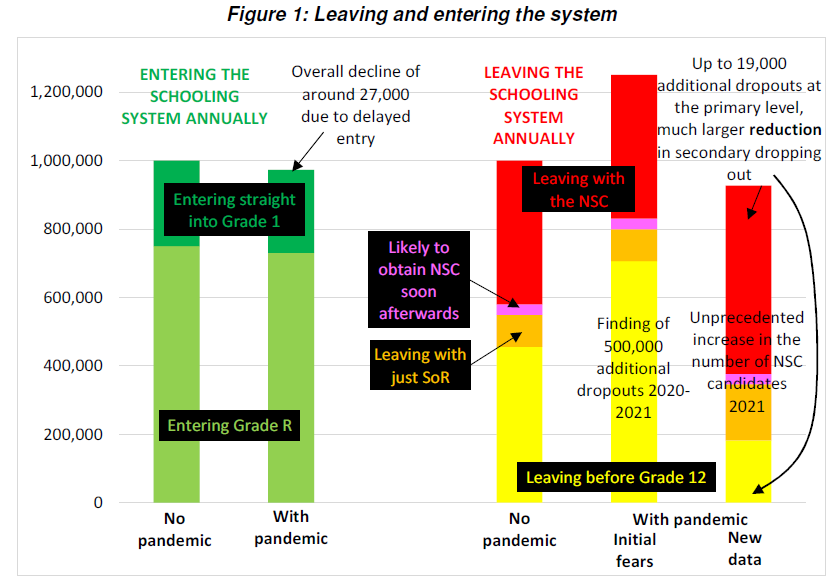 Figure 1: Leaving and entering the system
1,200,000
1,000,000
800,000
600,000
400,000
200,000
0
ENTERING THE
SCHOOLING
SYSTEM ANNUALLY
Overall decline of
around 27,000
due to delayed
entry
Entering straight
into Grade 1
Entering Grade R
LEAVING THE
SCHOOLING
SYSTEM
ANNUALLY
Leaving with
the NSC
Likely to
obtain NSC
soon
afterwards
Leaving with
just SoR
Finding of
500,000
additional
dropouts 2020-
2021
Leaving before Grade 12
Up to 19,000
additional dropouts at
the primary level,
much larger reduction
in secondary dropping
out
Unprecedented
increase in the
number of NSC
candidates
2021
No
pandemic
With
pandemic
No
pandemic
With pandemic
Initial
fears
New
data